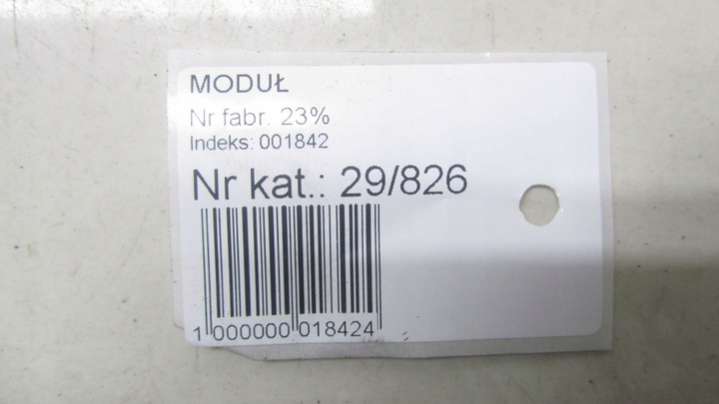 MODUŁ
Nr fabr. 23%
Indeks: 001842
Nr kat.: 29/826
1 000000 018424